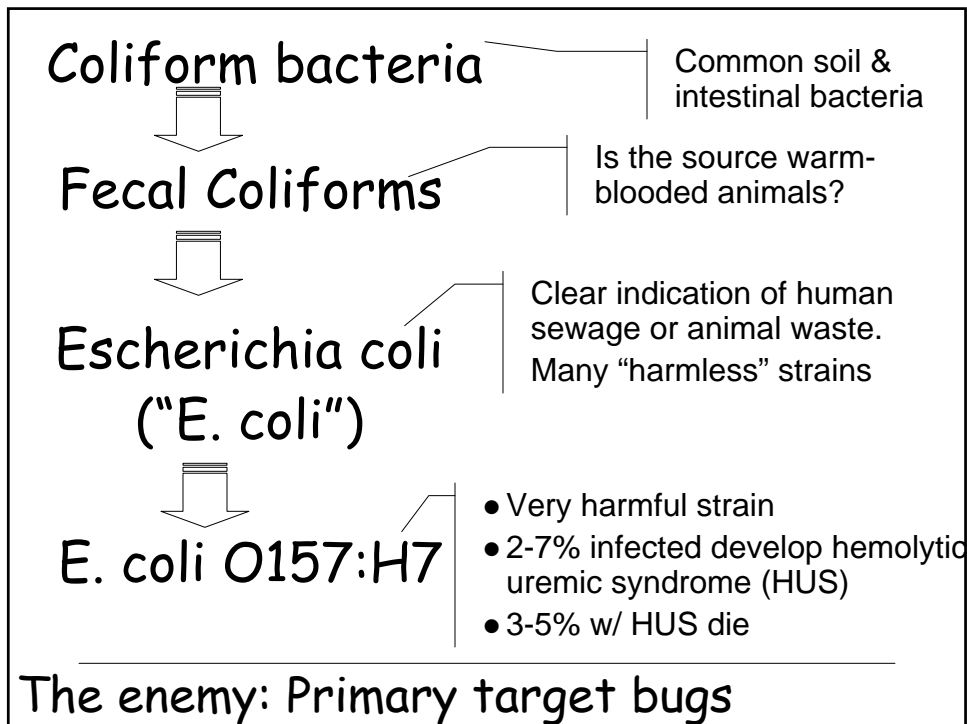 Coliform bacteria
Common soil &
intestinal bacteria
Fecal Coliforms
Is the source warm-
blooded animals?
Escherichia coli
(“E. coli”)
Clear indication of human
sewage or animal waste.
Many “harmless” strains
E. coli O157:H7
● Very harmful strain
● 2-7% infected develop hemolytic
uremic syndrome (HUS)
● 3-5% w/ HUS die
The enemy: Primary target bugs